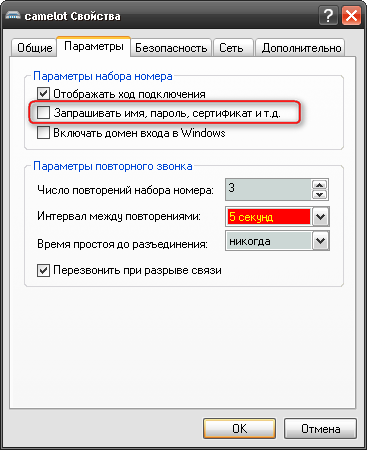 camelot Свойства
Общие Параметры Безопасность Сеть Дополнительно
Параметры набора номера
Отображать ход подключения
Запрашивать имя, пароль, сертификат и т.д.
Включать домен входа в Windows
Параметры повторного звонка
Число повторений набора номера: 3
Интервал между повторениями: 5 секунд
Время простоя до разъединения: никогда
Перезвонить при разрыве связи
OK Отмена